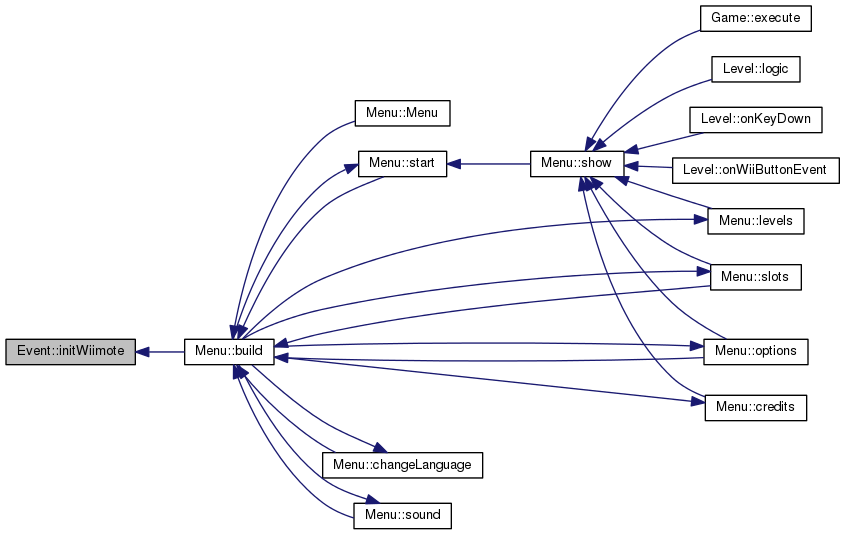 Game::execute
Level::logic
Menu::Menu
Level::onKeyDown
Menu::start
Menu::show
Level::onWiiButtonEvent
Menu::levels
Menu::slots
Event::initWiimote
Menu::build
Menu::options
Menu::credits
Menu::changeLanguage
Menu::sound